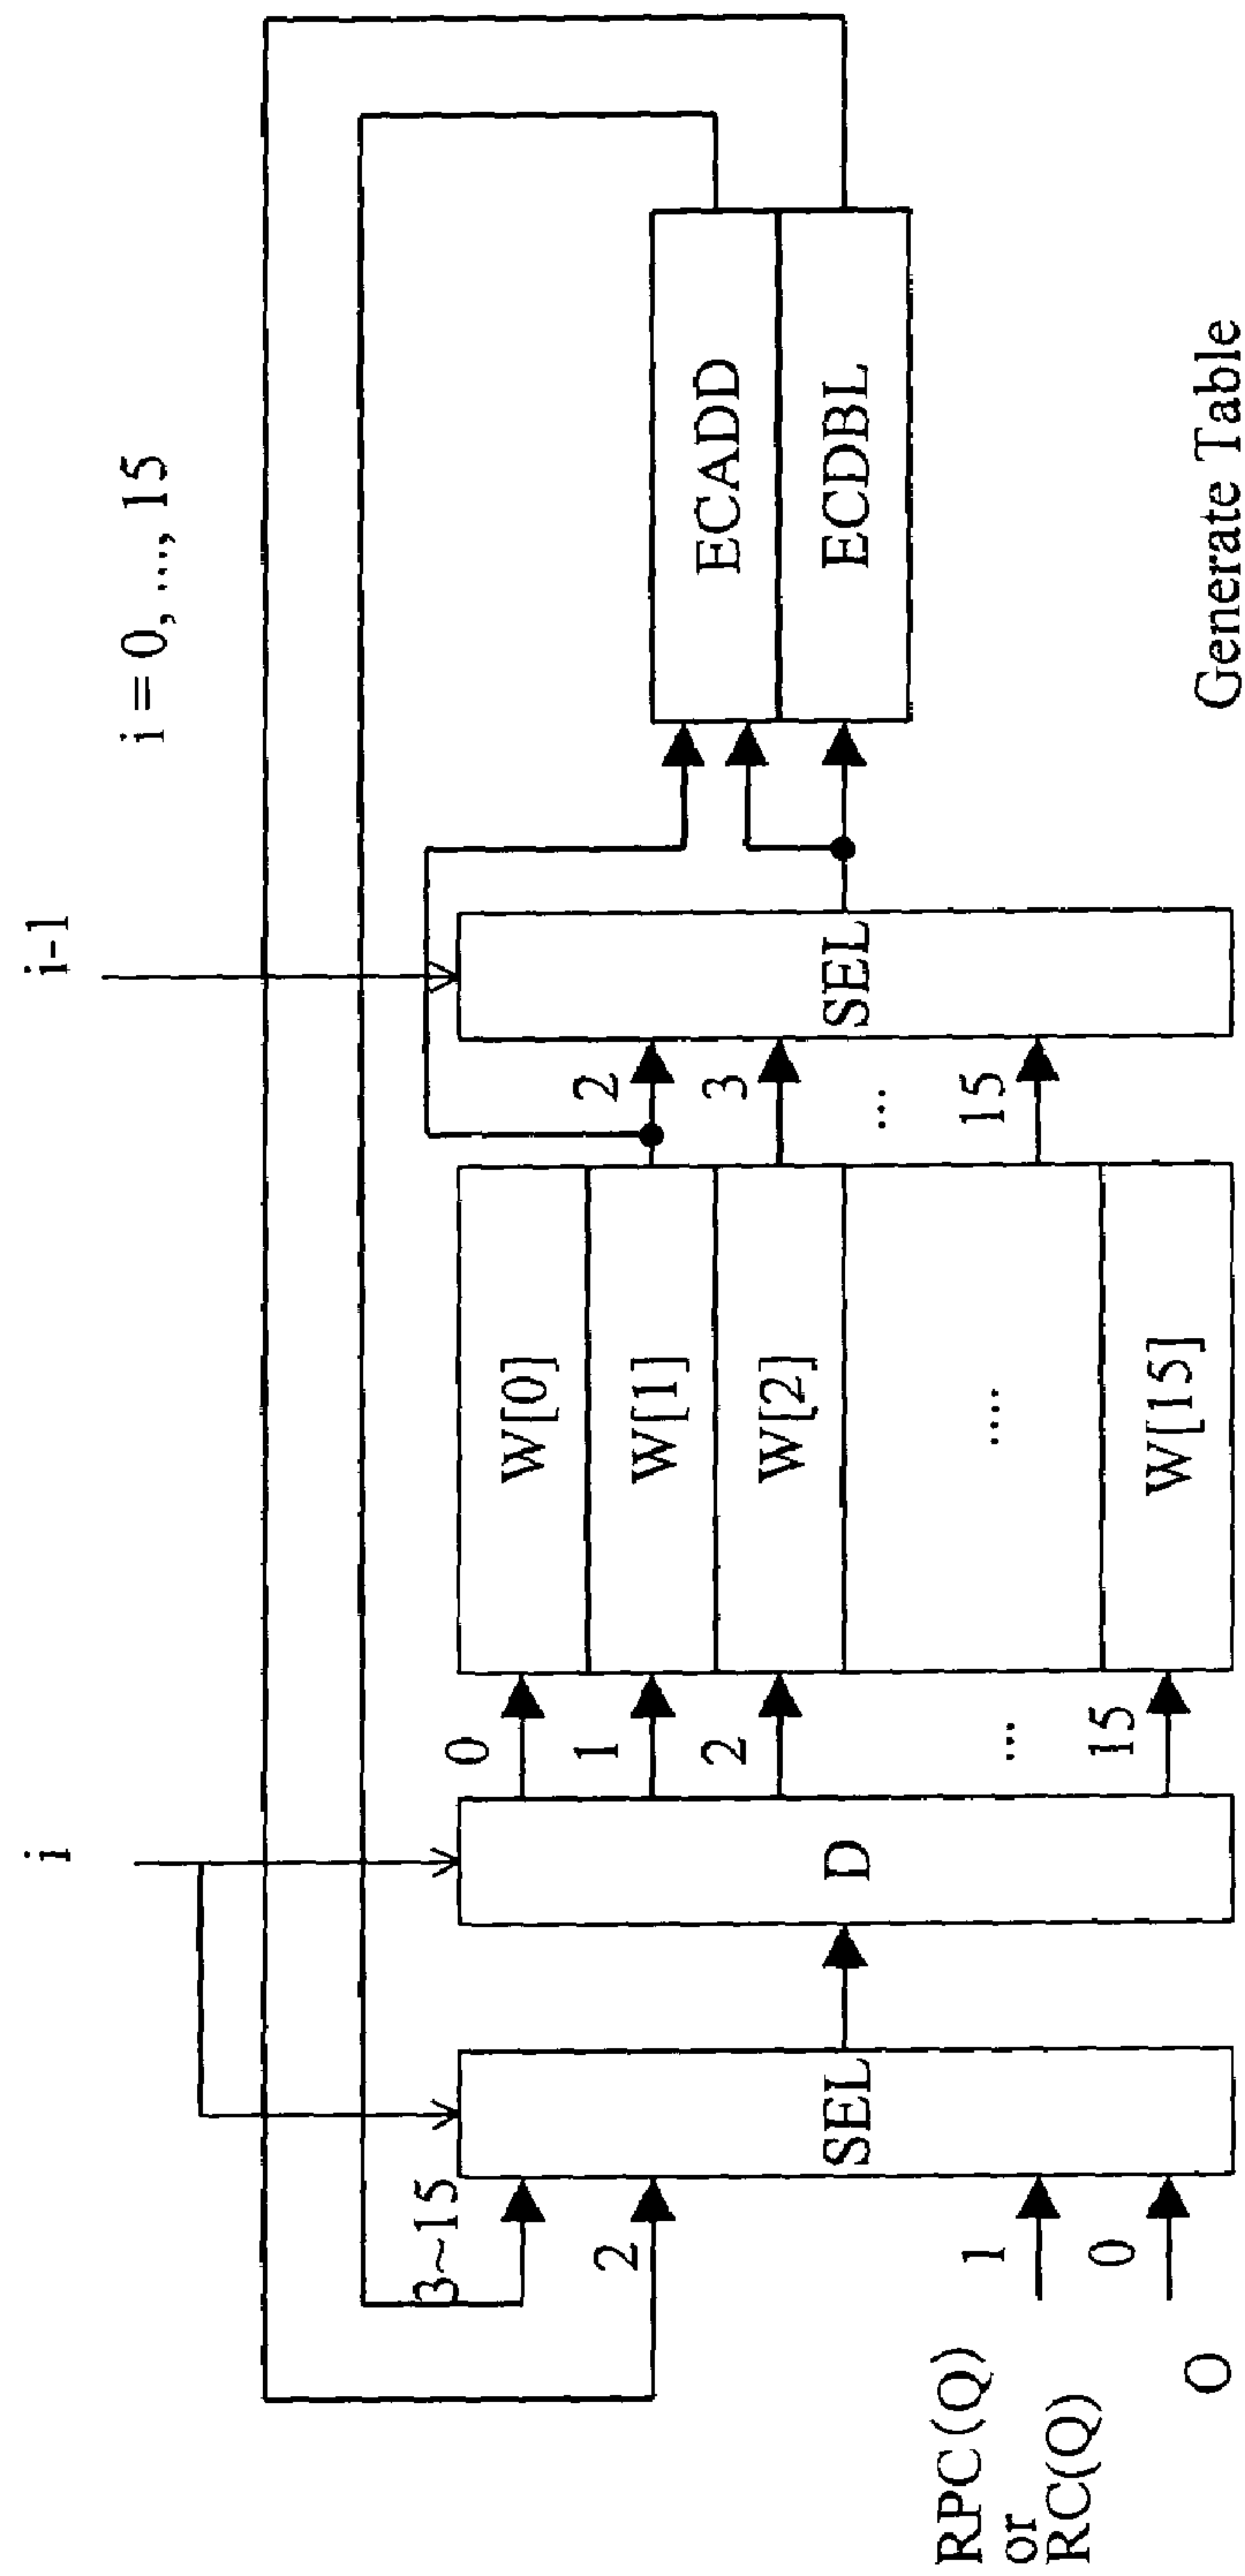 i
i-1
i = 0, ..., 15
3~15
2
1
0
RPC(Q)
or
RC(Q)
O
SEL
D
0
1
2
...
15
W[0]
W[1]
W[2]
....
W[15]
2
3
...
15
SEL
ECADD
ECDBL
Generate Table